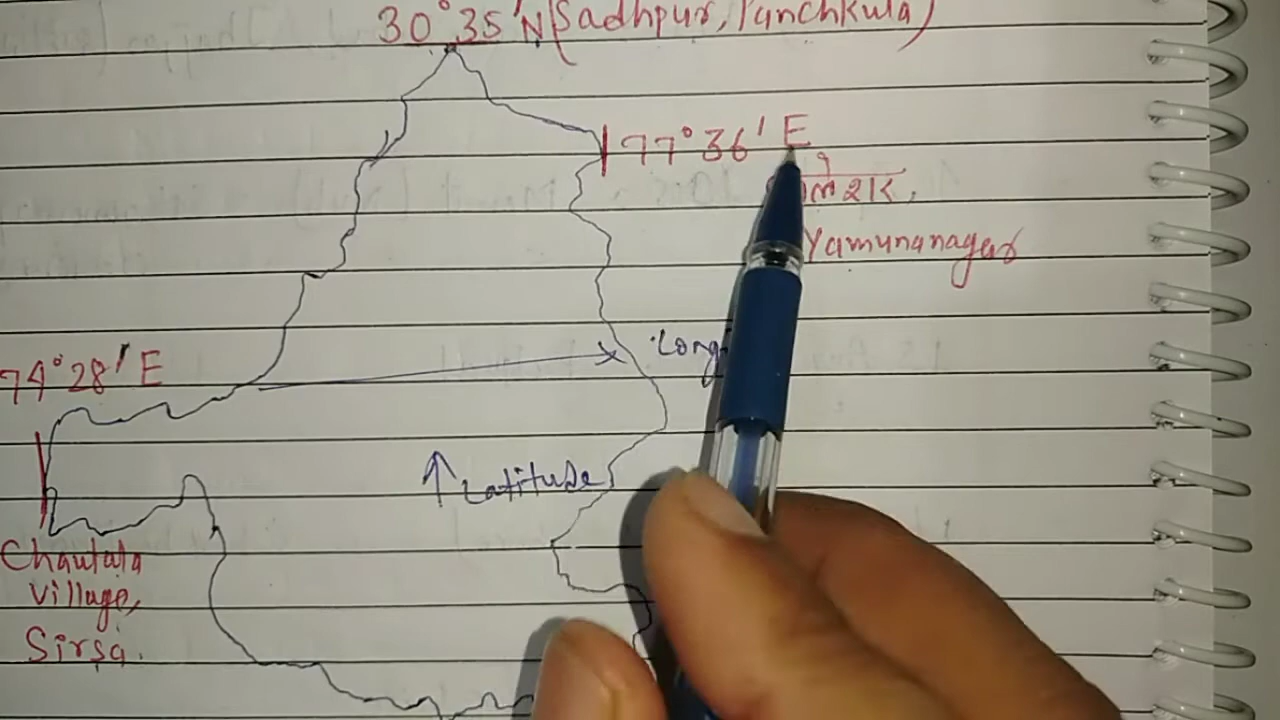 30°35'N(Sadhpur, Panchkula)
77°36'E
Yamunanagar
Longi
74°28'E
↑ Latitude
Chautala
Village,
Sirsa.